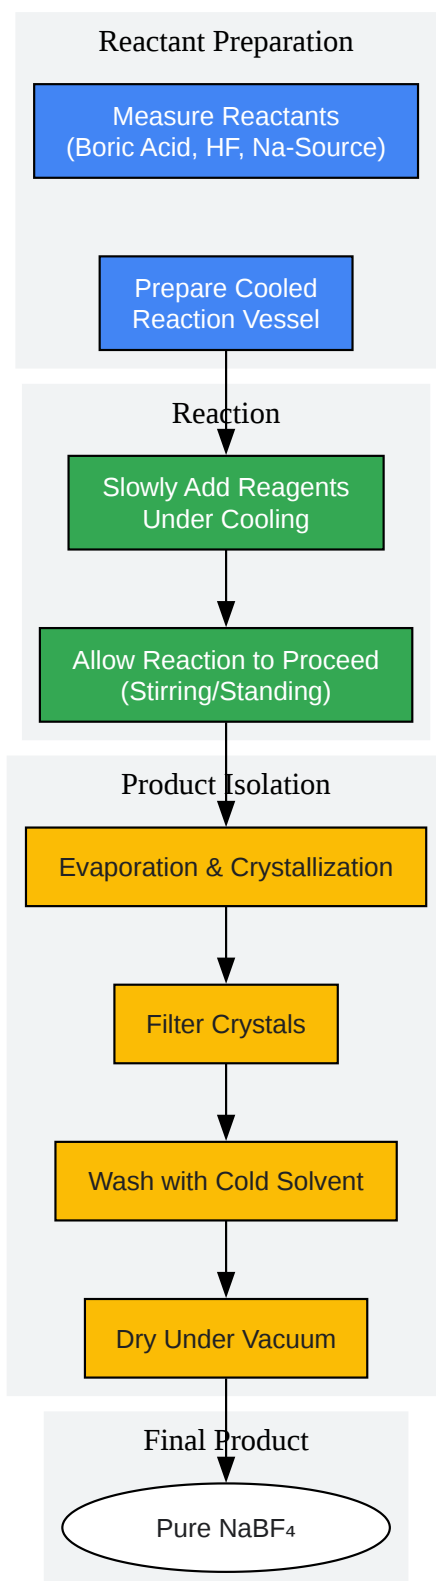 Reactant Preparation
Measure Reactants
(Boric Acid, HF, Na-Source)
Prepare Cooled
Reaction Vessel
Reaction
Slowly Add Reagents
Under Cooling
Allow Reaction to Proceed
(Stirring/Standing)
Product Isolation
Evaporation & Crystallization
Filter Crystals
Wash with Cold Solvent
Dry Under Vacuum
Final Product
Pure NaBF₄